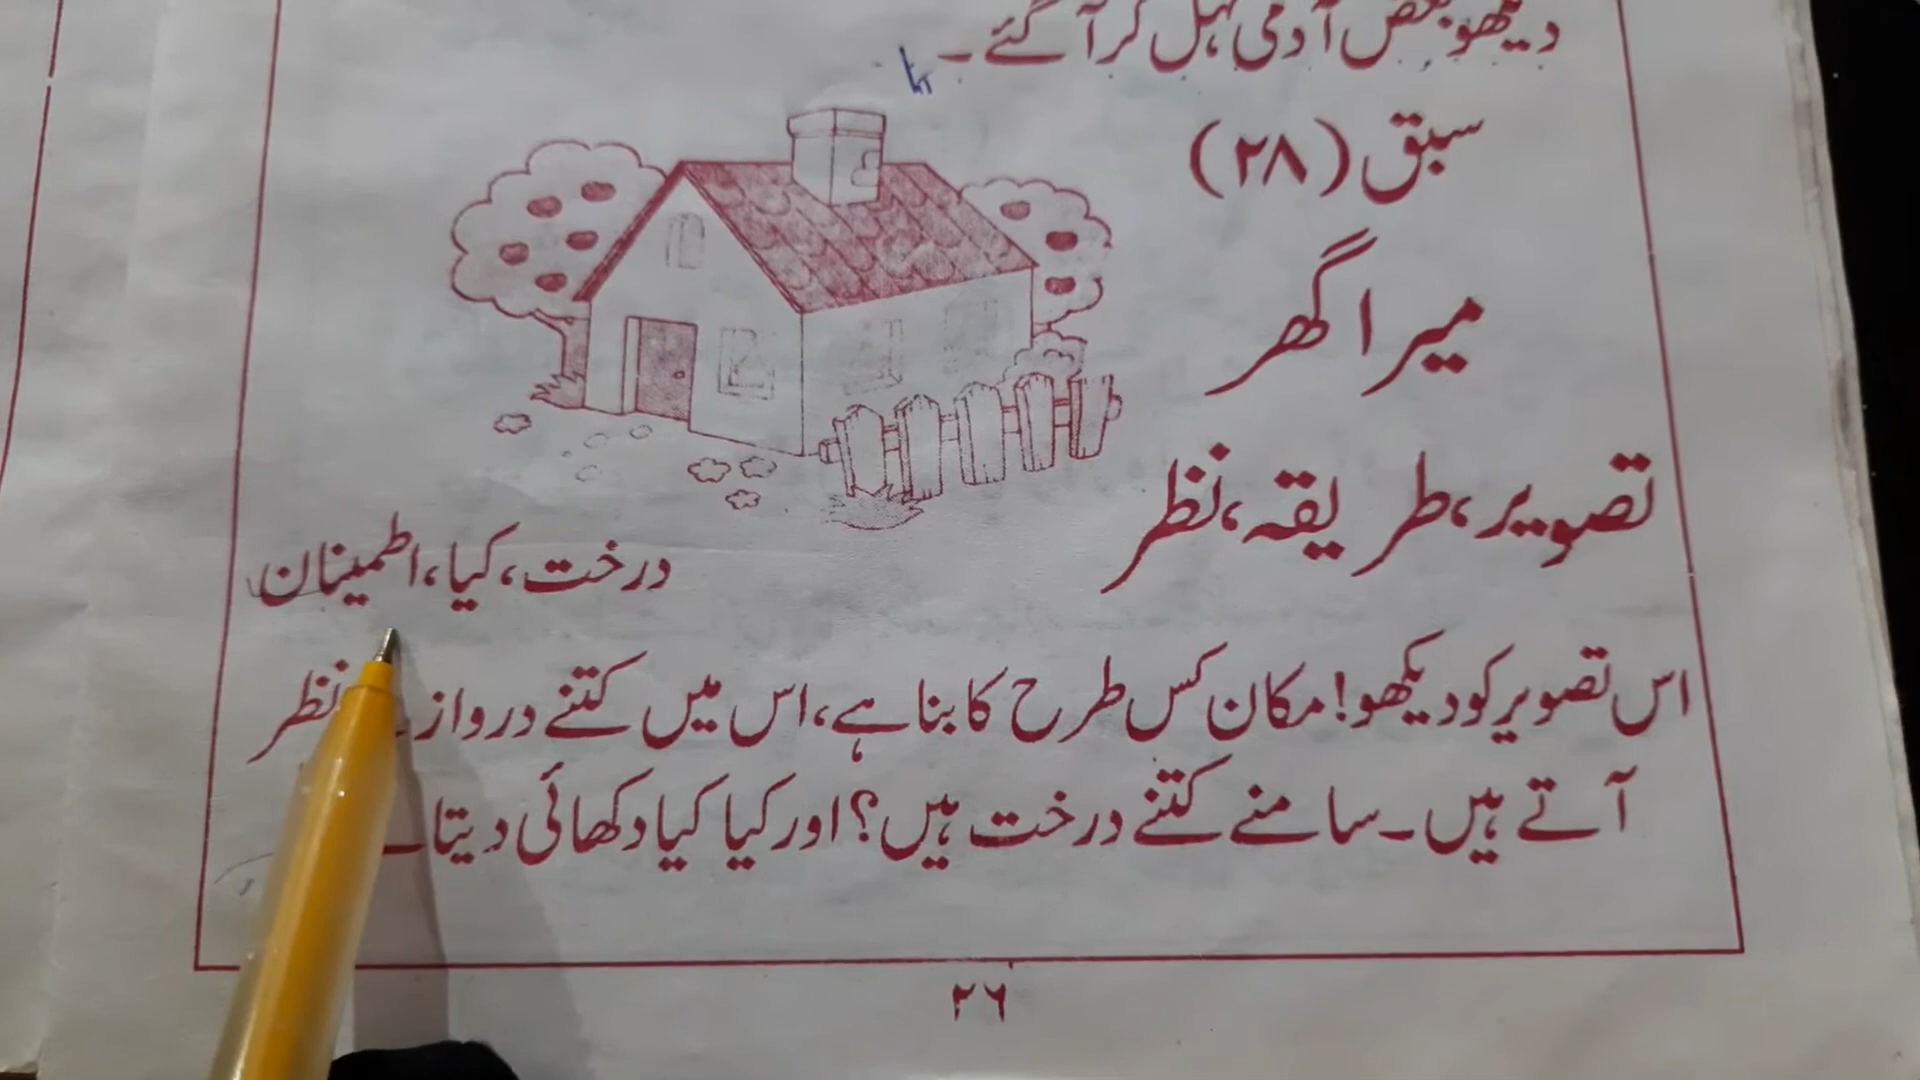 دیکھو بعض آدمی ٹہل کر آ گئے ۔
سبق (۲۸)
میرا گھر
تصویر، طریقہ، نظر
درخت، کیا، اطمینان
اس تصویر کو دیکھو! مکان کس طرح کا بنا ہے، اس میں کتنے نظر
آتے ہیں ۔ سامنے کتنے درخت ہیں؟ اور کیا کیا دکھائی دیتا
۲۶